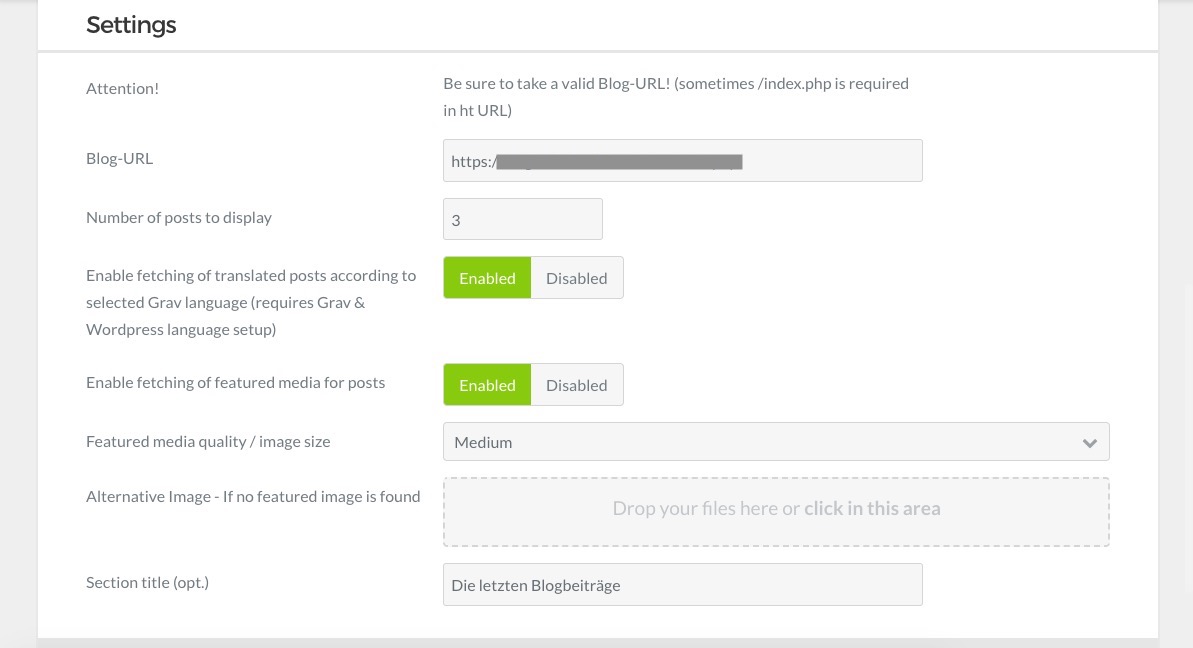 Settings
Attention!
Be sure to take a valid Blog-URL! (sometimes /index.php is required
in ht URL)
Blog-URL
https:/
Number of posts to display
3
Enable fetching of translated posts according to
selected Grav language (requires Grav &
Wordpress language setup)
Enabled Disabled
Enable fetching of featured media for posts
Enabled Disabled
Featured media quality / image size
Medium
Alternative Image - If no featured image is found
Drop your files here or click in this area
Section title (opt.)
Die letzten Blogbeiträge